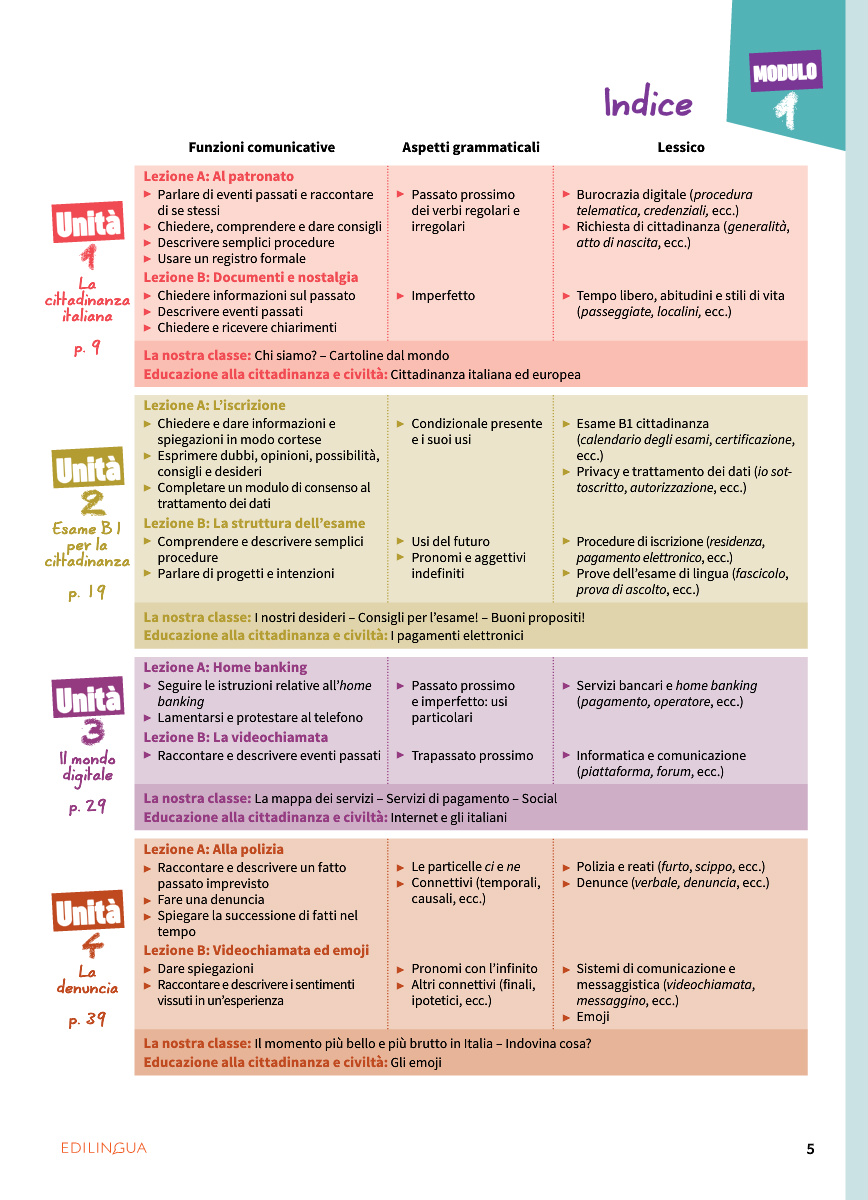 MODULO
1
Indice
Funzioni comunicative
Aspetti grammaticali
Lessico
Unità
1
La
cittadinanza
italiana
p. 9
Lezione A: Al patronato
► Parlare di eventi passati e raccontare
di se stessi
► Chiedere, comprendere e dare consigli
► Descrivere semplici procedure
► Usare un registro formale
► Passato prossimo
dei verbi regolari e
irregolari
► Burocrazia digitale (procedura
telematica, credenziali, ecc.)
► Richiesta di cittadinanza (generalità,
atto di nascita, ecc.)
Lezione B: Documenti e nostalgia
► Chiedere informazioni sul passato
► Descrivere eventi passati
► Chiedere e ricevere chiarimenti
► Imperfetto
► Tempo libero, abitudini e stili di vita
(passeggiate, localini, ecc.)
La nostra classe: Chi siamo? – Cartoline dal mondo
Educazione alla cittadinanza e civiltà: Cittadinanza italiana ed europea
Unità
2
Esame B1
per la
cittadinanza
p. 19
Lezione A: L’iscrizione
► Chiedere e dare informazioni e
spiegazioni in modo cortese
► Esprimere dubbi, opinioni, possibilità,
consigli e desideri
► Completare un modulo di consenso al
trattamento dei dati
► Condizionale presente
e i suoi usi
► Esame B1 cittadinanza
(calendario degli esami, certificazione,
ecc.)
► Privacy e trattamento dei dati (io sot-
toscritto, autorizzazione, ecc.)
Lezione B: La struttura dell’esame
► Comprendere e descrivere semplici
procedure
► Parlare di progetti e intenzioni
► Usi del futuro
► Pronomi e aggettivi
indefiniti
► Procedure di iscrizione (residenza,
pagamento elettronico, ecc.)
► Prove dell’esame di lingua (fascicolo,
prova di ascolto, ecc.)
La nostra classe: I nostri desideri – Consigli per l’esame! – Buoni propositi!
Educazione alla cittadinanza e civiltà: I pagamenti elettronici
Unità
3
Il mondo
digitale
p. 29
Lezione A: Home banking
► Seguire le istruzioni relative all’home
banking
► Lamentarsi e protestare al telefono
► Passato prossimo
e imperfetto: usi
particolari
► Servizi bancari e home banking
(pagamento, operatore, ecc.)
Lezione B: La videochiamata
► Raccontare e descrivere eventi passati
► Trapassato prossimo
► Informatica e comunicazione
(piattaforma, forum, ecc.)
La nostra classe: La mappa dei servizi – Servizi di pagamento – Social
Educazione alla cittadinanza e civiltà: Internet e gli italiani
Unità
4
La
denuncia
p. 39
Lezione A: Alla polizia
► Raccontare e descrivere un fatto
passato imprevisto
► Fare una denuncia
► Spiegare la successione di fatti nel
tempo
► Le particelle ci e ne
► Connettivi (temporali,
causali, ecc.)
► Polizia e reati (furto, scippo, ecc.)
► Denunce (verbale, denuncia, ecc.)
Lezione B: Videochiamata ed emoji
► Dare spiegazioni
► Raccontare e descrivere i sentimenti
vissuti in un’esperienza
► Pronomi con l’infinito
► Altri connettivi (finali,
ipotetici, ecc.)
► Sistemi di comunicazione e
messaggistica (videochiamata,
messaggino, ecc.)
► Emoji
La nostra classe: Il momento più bello e più brutto in Italia – Indovina cosa?
Educazione alla cittadinanza e civiltà: Gli emoji
EDILINGUA
5